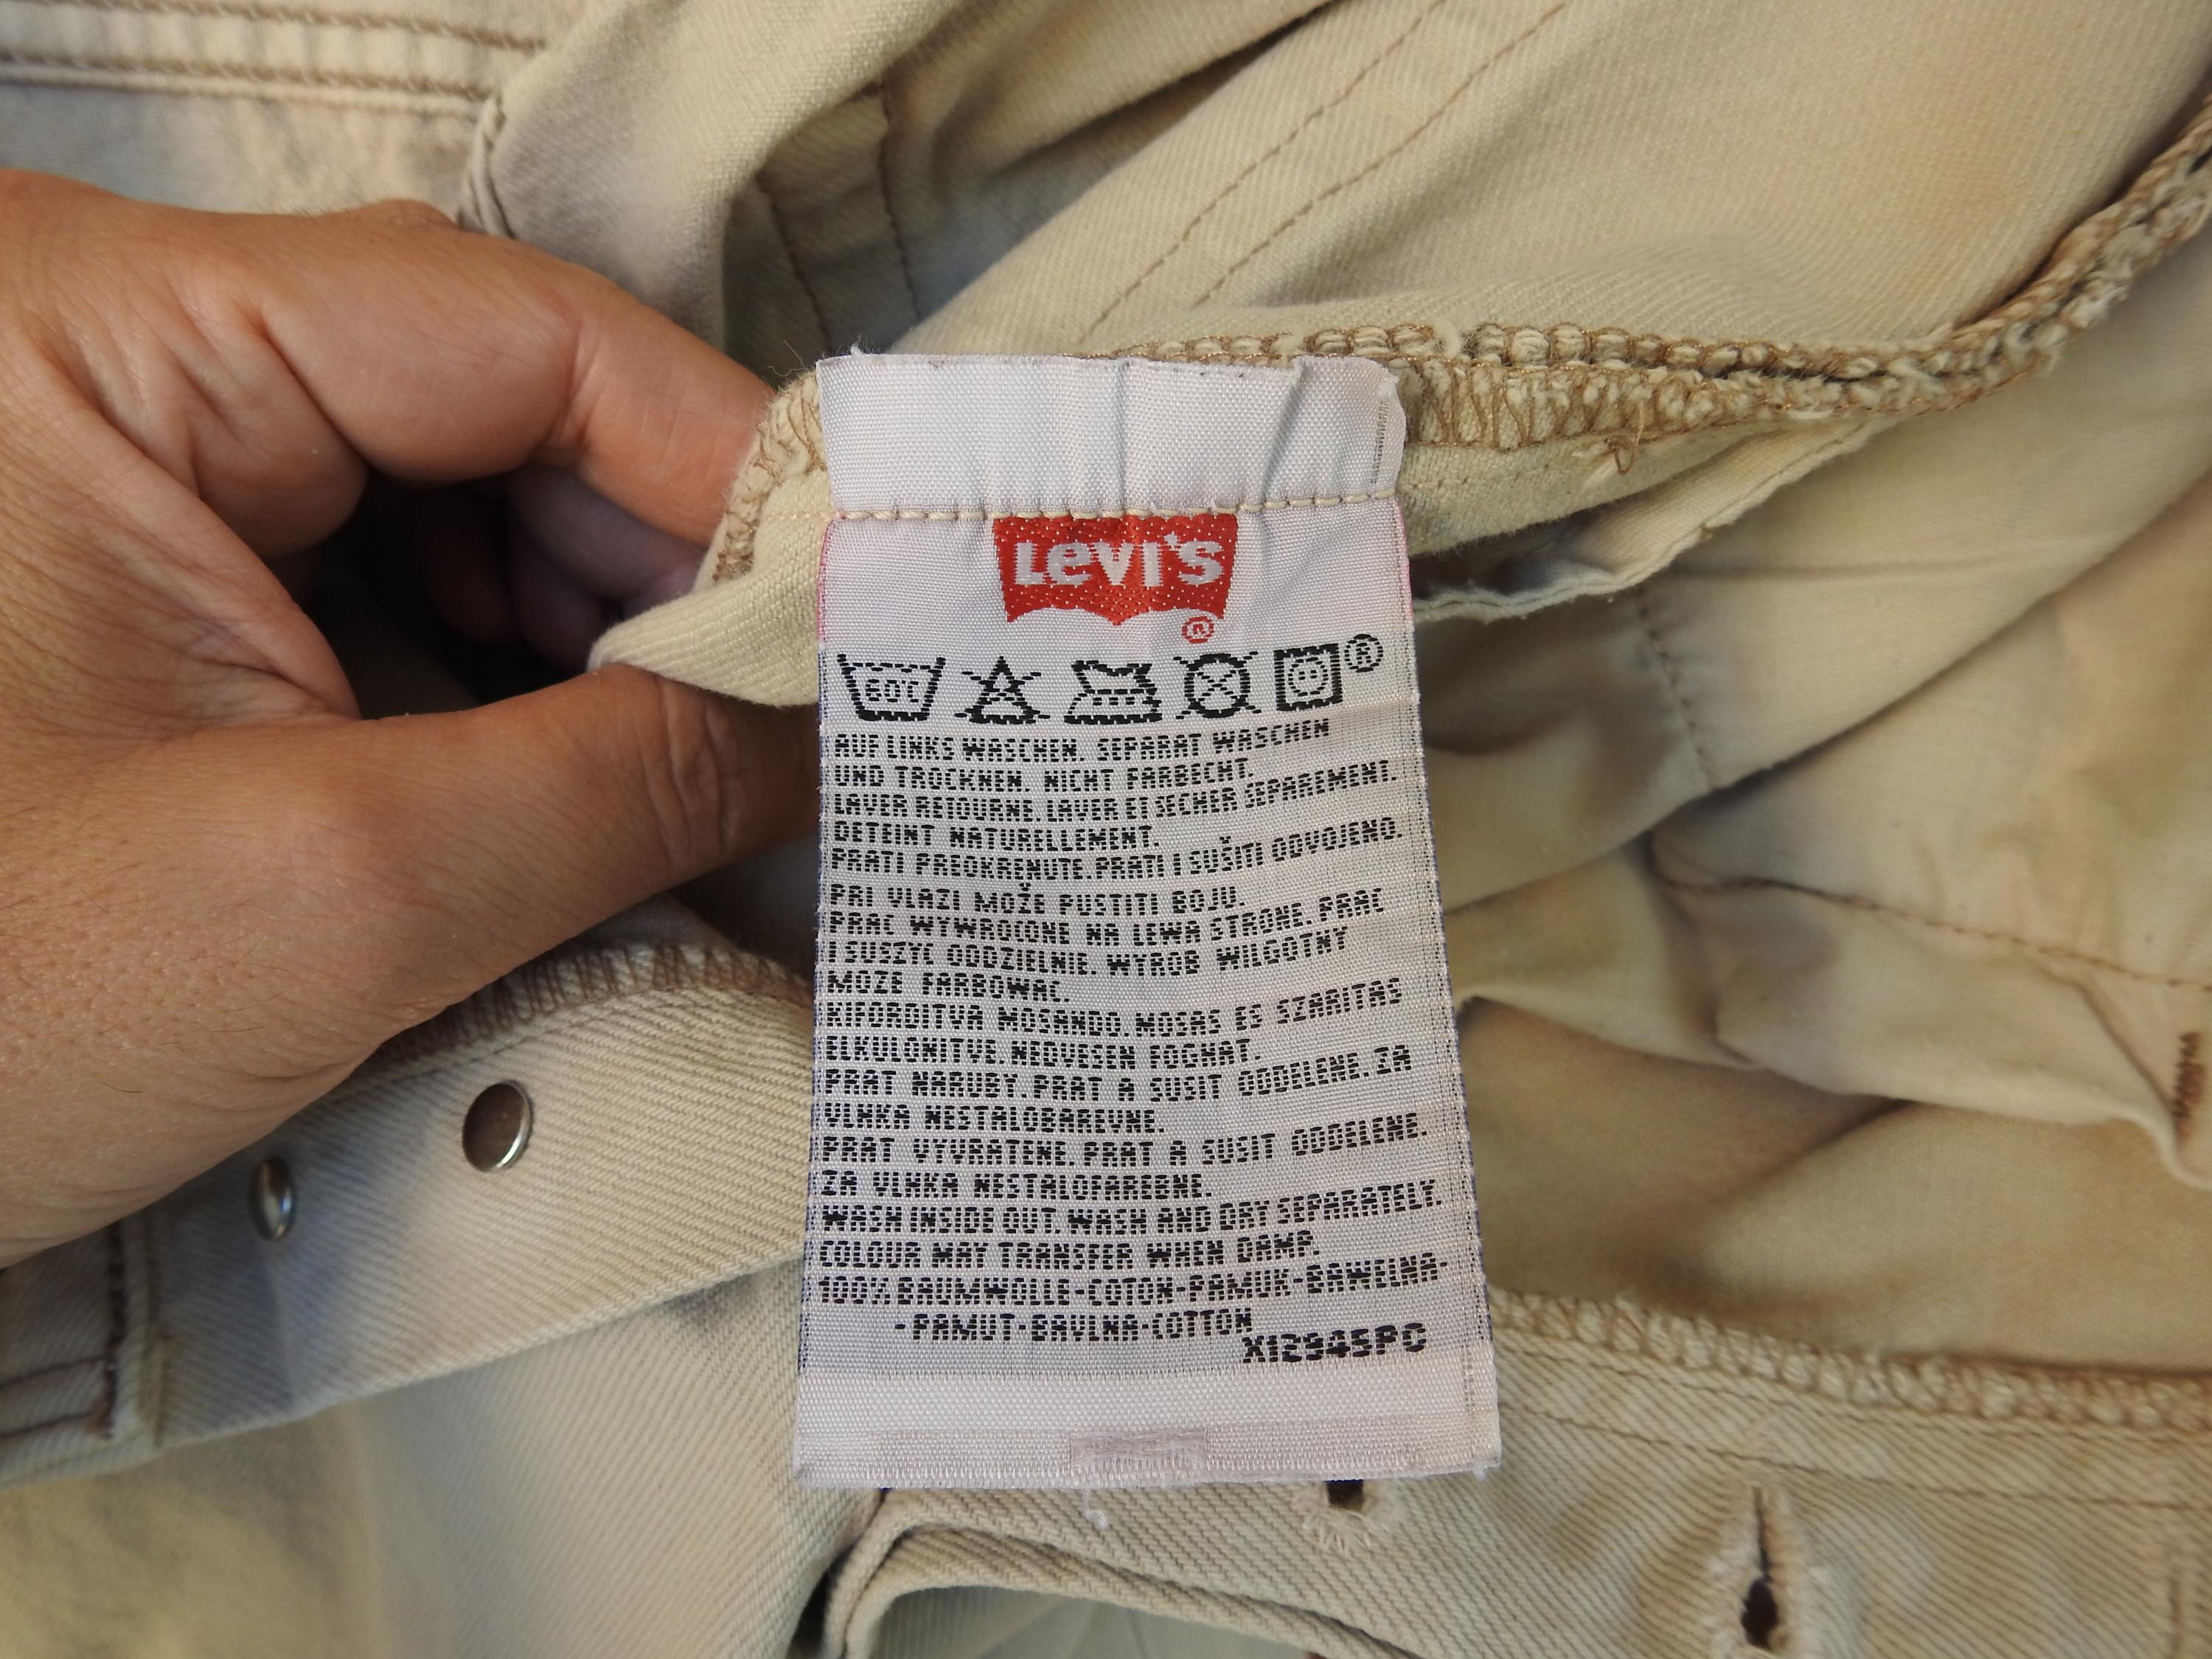 LEVI'S
®
60°C
®
AUF LINKS WASCHEN. SEPARAT WASCHEN
UND TROCKNEN. NICHT FARBECHT.
LAVER RETOURNE. LAVER ET SECHER SEPAREMENT.
DETEINT NATURELLEMENT.
PRATI PREOKRENUTE. PRATI I SUŠITI ODVOJENO.
PRI VLAZI MOŽE PUSTITI BOJU.
PRAC WYWROCONE NA LEWA STRONE. PRAC
I SUSZYC ODDZIELNIE. WYROB WILGOTNY
MOZE FARBOWAC.
KIFORDITVA MOSANDO. MOSAS ES SZARITAS
ELKULONITVE. NEDVESEN FOGHAT.
PRAT NARUBY. PRAT A SUSIT ODDELENE. ZA
VLHKA NESTALOBAREVNE.
PRAT VYVRATENE. PRAT A SUSIT ODDELENE.
ZA VLHKA NESTALOFAREBNE.
WASH INSIDE OUT. WASH AND DRY SEPARATELY.
COLOUR MAY TRANSFER WHEN DAMP.
100% BAUMWOLLE-COTON-PAMUK-BAWELNA-
-PAMUT-BAVLNA-COTTON
X12945PC